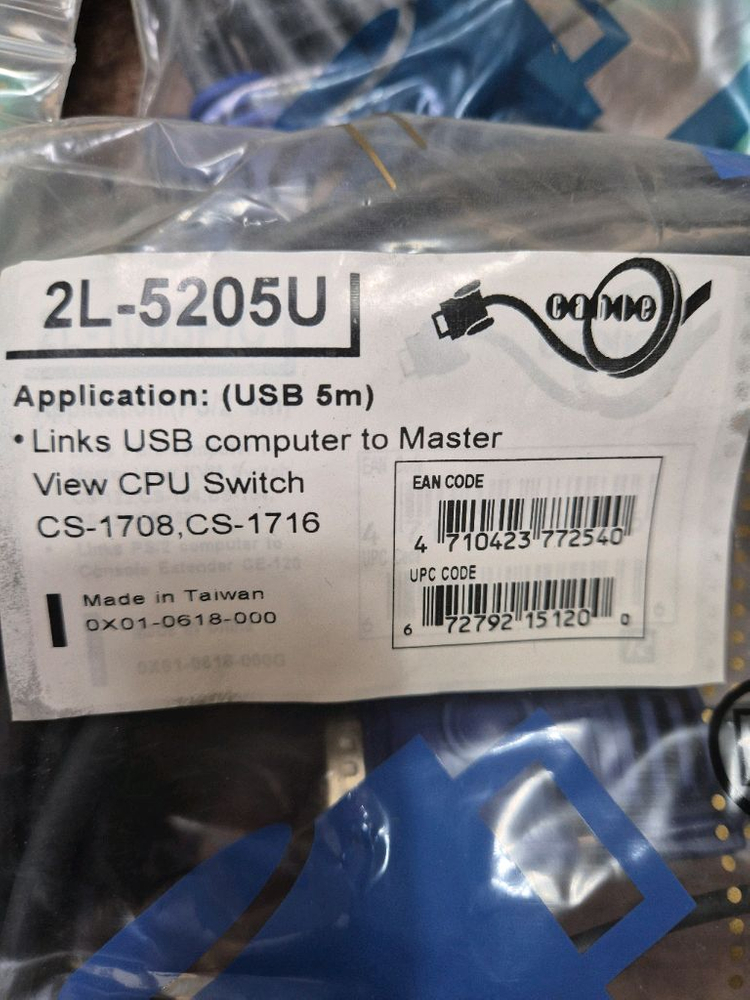 2L-5205U
cable
Application: (USB 5m)
• Links USB computer to Master
View CPU Switch
CS-1708,CS-1716
EAN CODE
4 710423 772540
UPC CODE
6 72792 15120 0
Made in Taiwan
0X01-0618-000